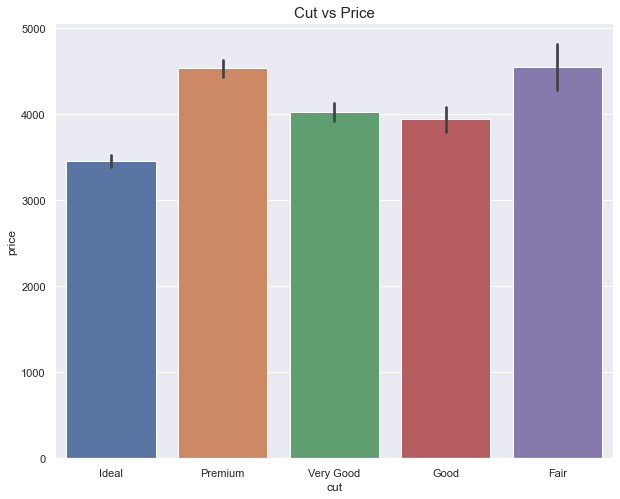 Cut vs Price
5000
4000
3000
2000
1000
0
price
Ideal
Premium
Very Good
Good
Fair
cut